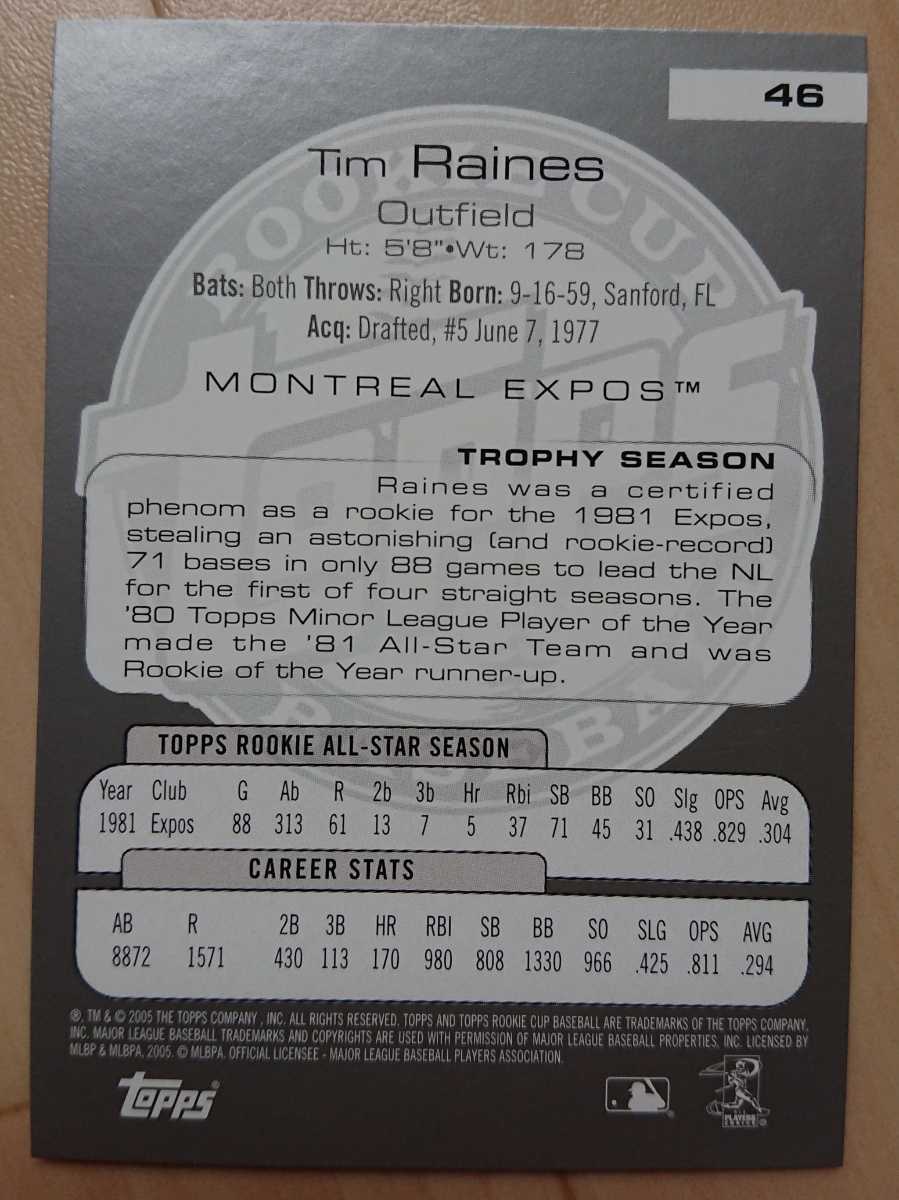 46
Tim Raines
Outfield
Ht: 5'8"•Wt: 178
Bats: Both Throws: Right Born: 9-16-59, Sanford, FL
Acq: Drafted, #5 June 7, 1977
MONTREAL EXPOS™
TROPHY SEASON
Raines was a certified
phenom as a rookie for the 1981 Expos,
stealing an astonishing (and rookie-record)
71 bases in only 88 games to lead the NL
for the first of four straight seasons. The
'80 Topps Minor League Player of the Year
made the '81 All-Star Team and was
Rookie of the Year runner-up.
ROOKIE CUP
TOPPS
BASEBALL
TOPPS ROOKIE ALL-STAR SEASON
Year Club G Ab R 2b 3b Hr Rbi SB BB SO Slg OPS Avg
1981 Expos 88 313 61 13 7 5 37 71 45 31 .438 .829 .304
CAREER STATS
AB R 2B 3B HR RBI SB BB SO SLG OPS AVG
8872 1571 430 113 170 980 808 1330 966 .425 .811 .294
®, TM & © 2005 THE TOPPS COMPANY , INC. ALL RIGHTS RESERVED. TOPPS AND TOPPS ROOKIE CUP BASEBALL ARE TRADEMARKS OF THE TOPPS COMPANY,
INC. MAJOR LEAGUE BASEBALL TRADEMARKS AND COPYRIGHTS ARE USED WITH PERMISSION OF MAJOR LEAGUE BASEBALL PROPERTIES, INC. LICENSED BY
MLBP & MLBPA, 2005. © MLBPA. OFFICIAL LICENSEE - MAJOR LEAGUE BASEBALL PLAYERS ASSOCIATION.
Topps®
PLAYERS
CHOICE